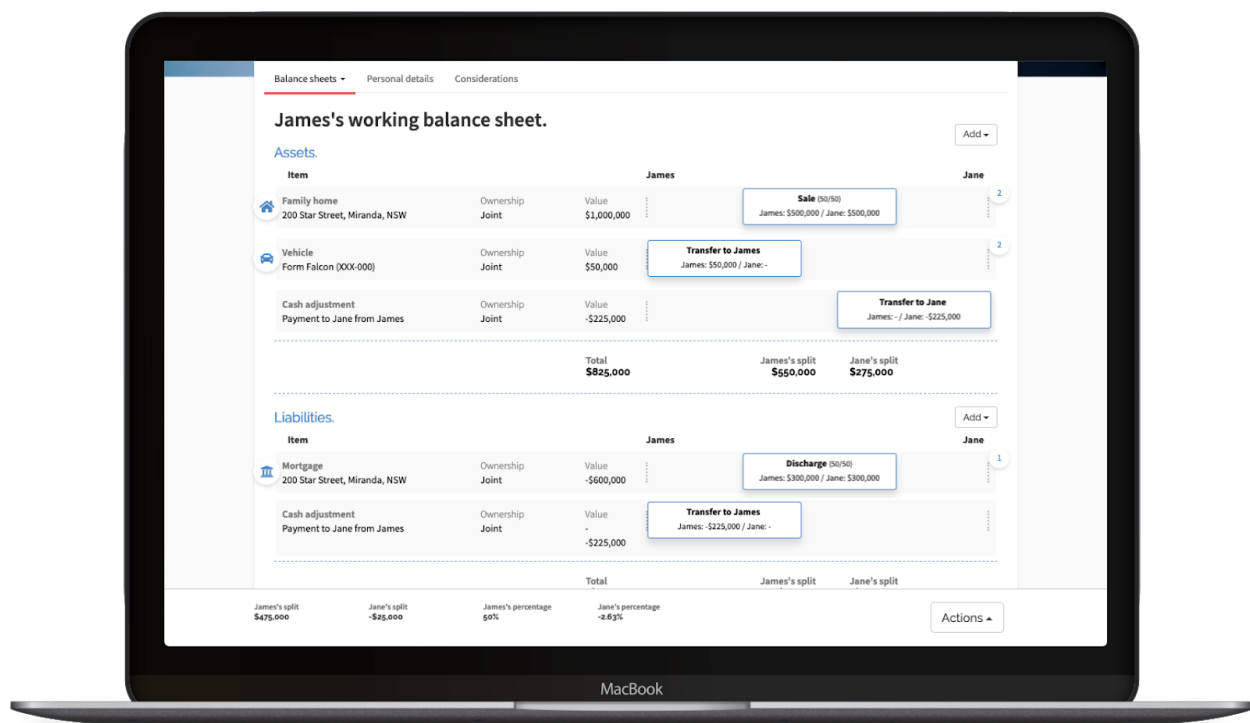 Balance sheets
Personal details
Considerations
James's working balance sheet.
Add
Assets.
Item
James
Jane
Family home
Ownership
Value
Sale (50/50)
2
200 Star Street, Miranda, NSW
Joint
$1,000,000
James: $500,000 / Jane: $500,000
Vehicle
Ownership
Value
Transfer to James
2
Form Falcon (XXX-000)
Joint
$50,000
James: $50,000 / Jane: -
Cash adjustment
Ownership
Value
Transfer to Jane
Payment to Jane from James
Joint
-$225,000
James: - / Jane: -$225,000
Total
James's split
Jane's split
$825,000
$550,000
$275,000
Liabilities.
Add
Item
James
Jane
Mortgage
Ownership
Value
Discharge (50/50)
1
200 Star Street, Miranda, NSW
Joint
-$600,000
James: $300,000 / Jane: $300,000
Cash adjustment
Ownership
Value
Transfer to James
Payment to Jane from James
Joint
-
James: -$225,000 / Jane: -
-$225,000
Total
James's split
Jane's split
James's split
Jane's split
James's percentage
Jane's percentage
$475,000
-$25,000
50%
-2.63%
Actions
MacBook